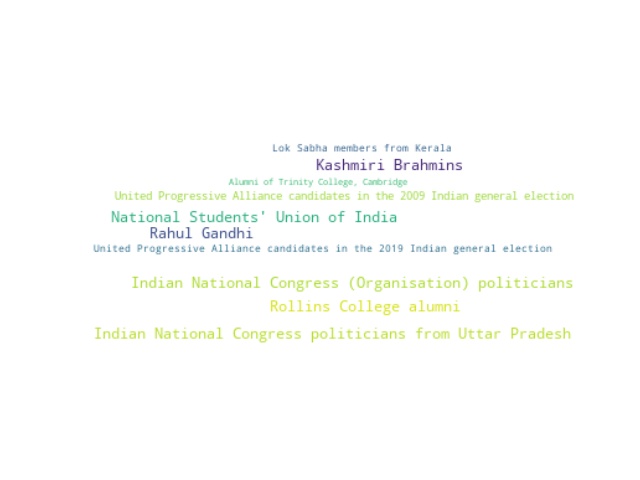 Lok Sabha members from Kerala
Kashmiri Brahmins
Alumni of Trinity College, Cambridge
United Progressive Alliance candidates in the 2009 Indian general election
National Students' Union of India
Rahul Gandhi
United Progressive Alliance candidates in the 2019 Indian general election
Indian National Congress (Organisation) politicians
Rollins College alumni
Indian National Congress politicians from Uttar Pradesh